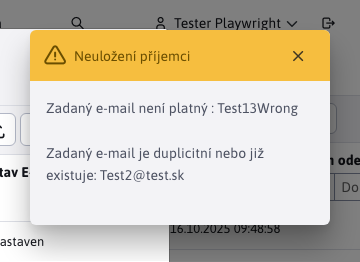 Tester Playwright
Neuložení příjemci
Zadaný e-mail není platný : Test13Wrong
Zadaný e-mail je duplicitní nebo již
existuje: Test2@test.sk
tav E-
ode
Do
16.10.2025 09:48:58
astaven